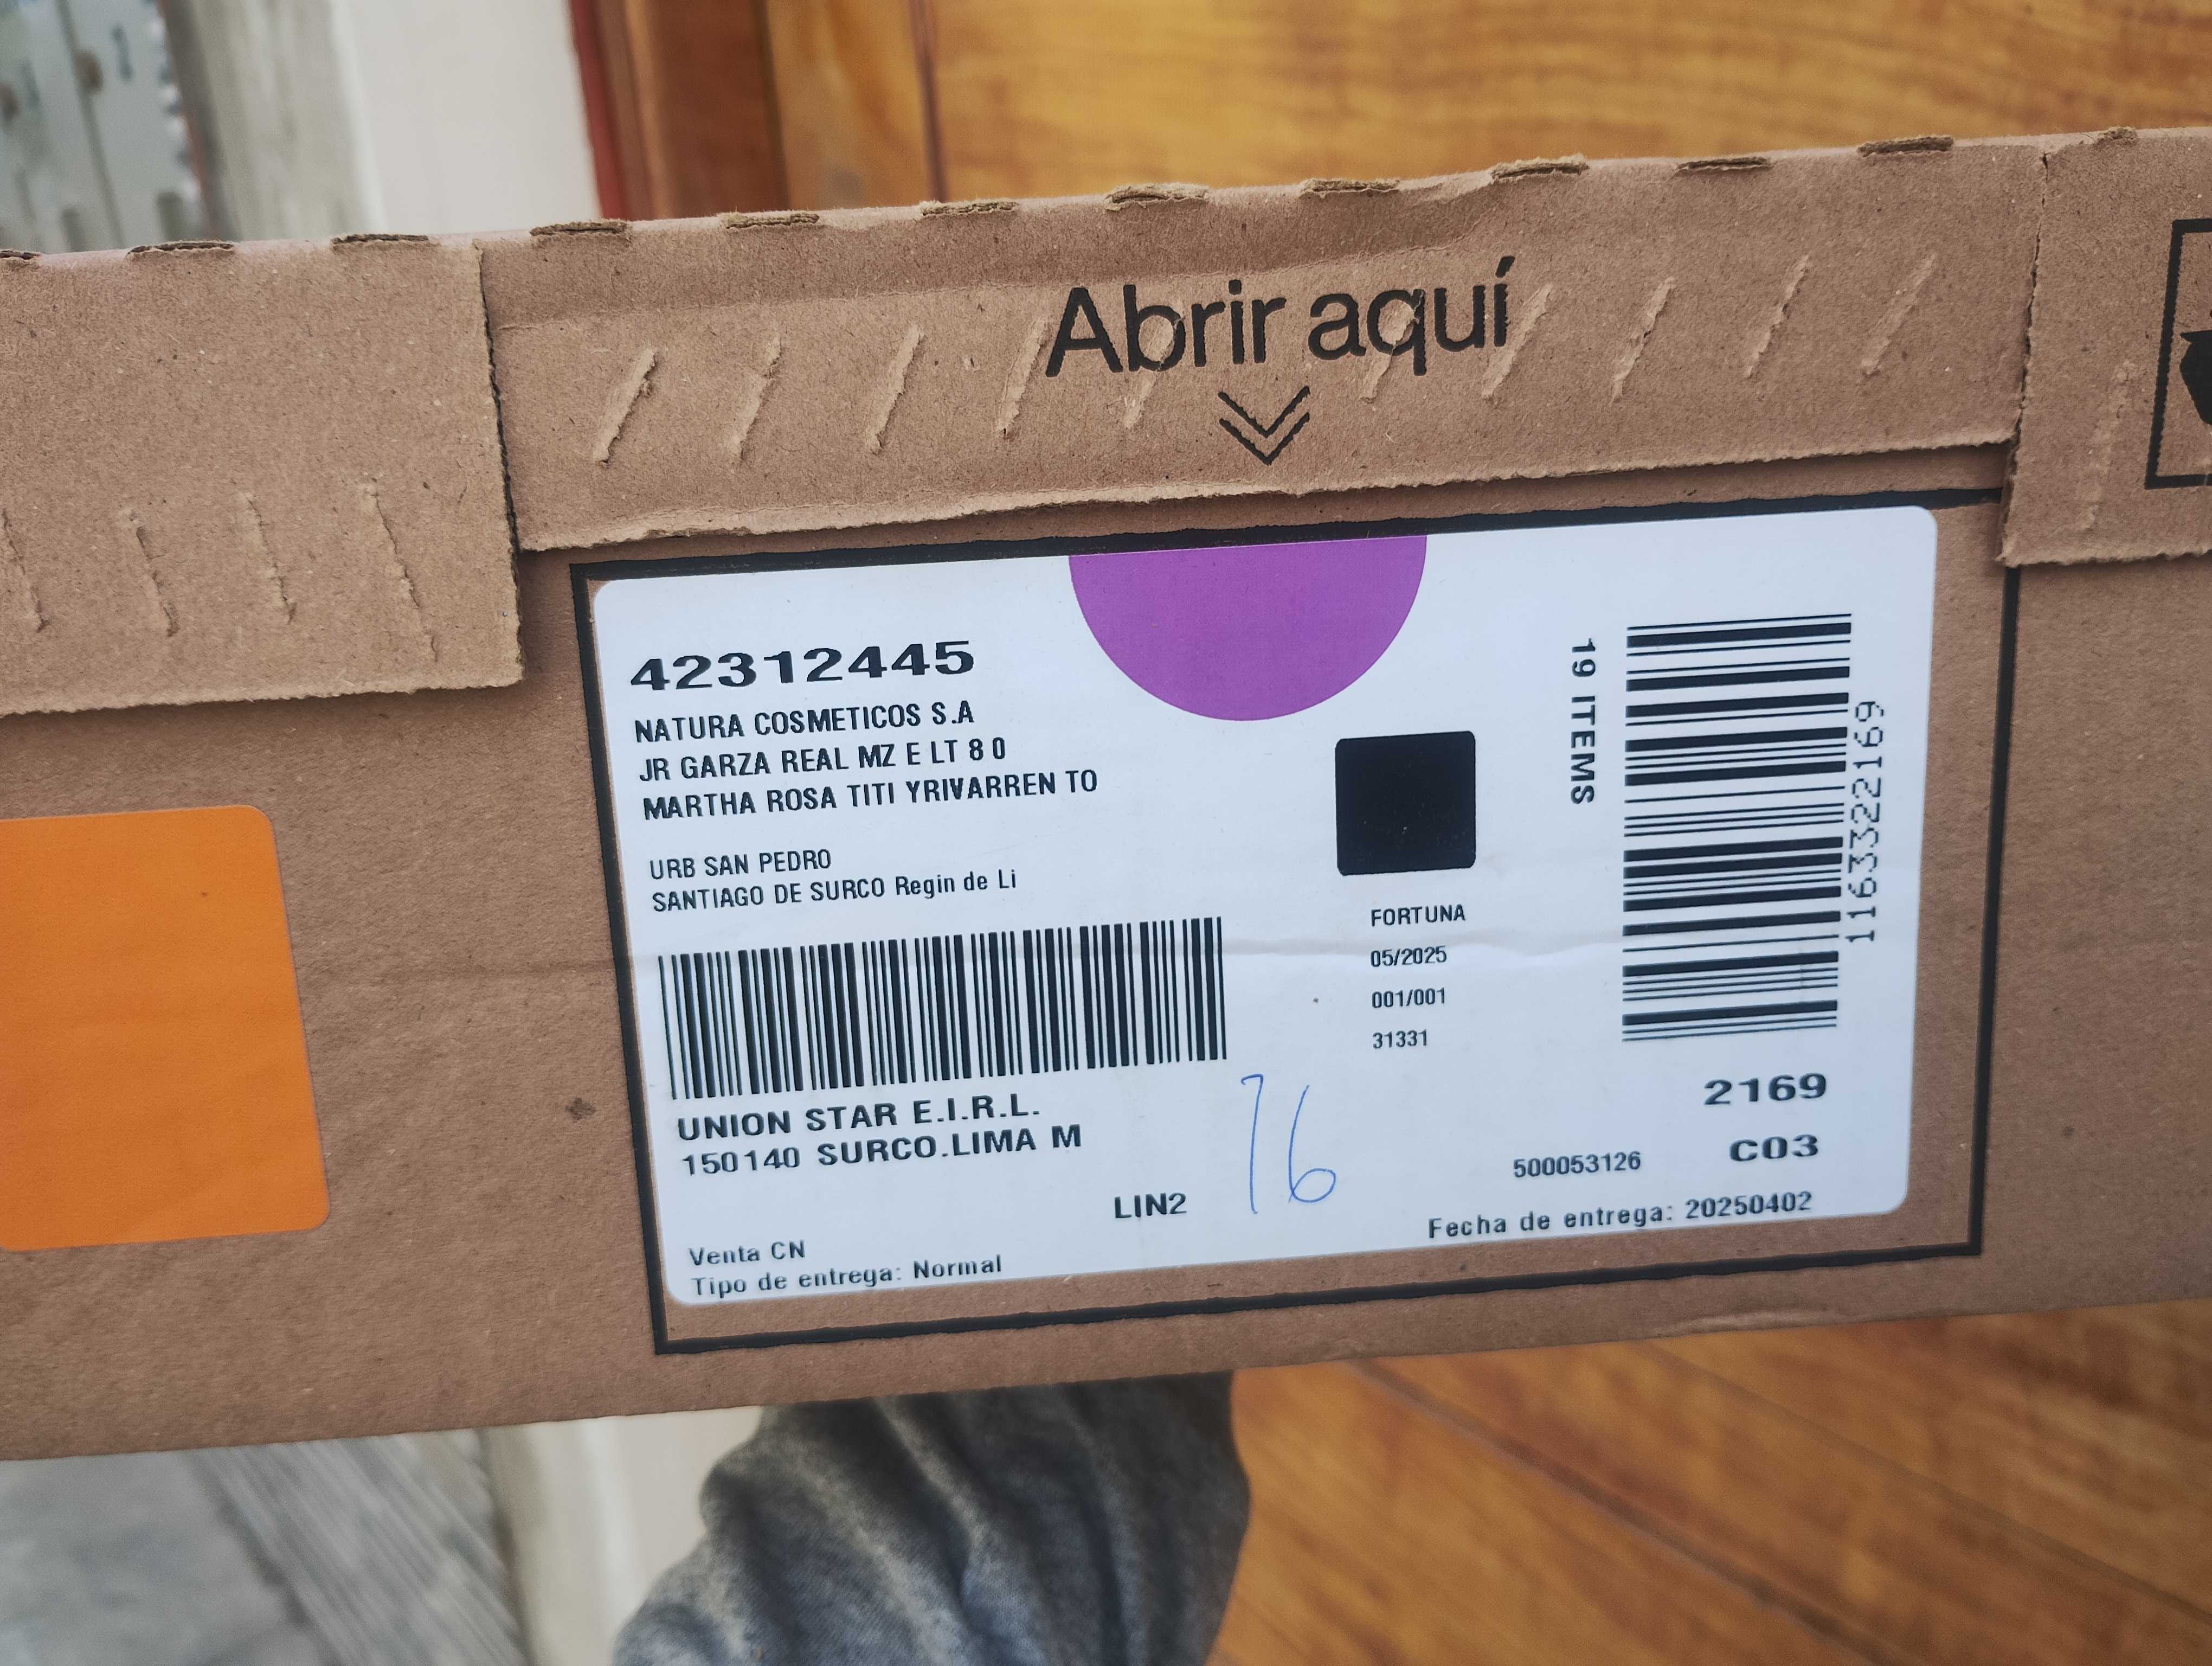 Abrir aquí
42312445
NATURA COSMETICOS S.A
JR GARZA REAL MZ E LT 8 0
MARTHA ROSA TITI YRIVARREN TO
URB SAN PEDRO
SANTIAGO DE SURCO Regin de Li
UNION STAR E.I.R.L.
150140 SURCO.LIMA M
LIN2
16
Venta CN
Tipo de entrega: Normal
FORTUNA
05/2025
001/001
31331
19 ITEMS
1163322169
2169
C03
500053126
Fecha de entrega: 20250402